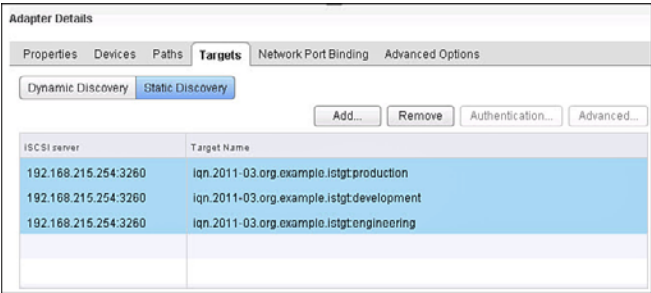 Adapter Details
Properties Devices Paths Targets Network Port Binding Advanced Options
Dynamic Discovery Static Discovery
Add... Remove Authentication... Advanced...
iSCSI server Target Name
192.168.215.254:3260 iqn.2011-03.org.example.istgt:production
192.168.215.254:3260 iqn.2011-03.org.example.istgt:development
192.168.215.254:3260 iqn.2011-03.org.example.istgt:engineering